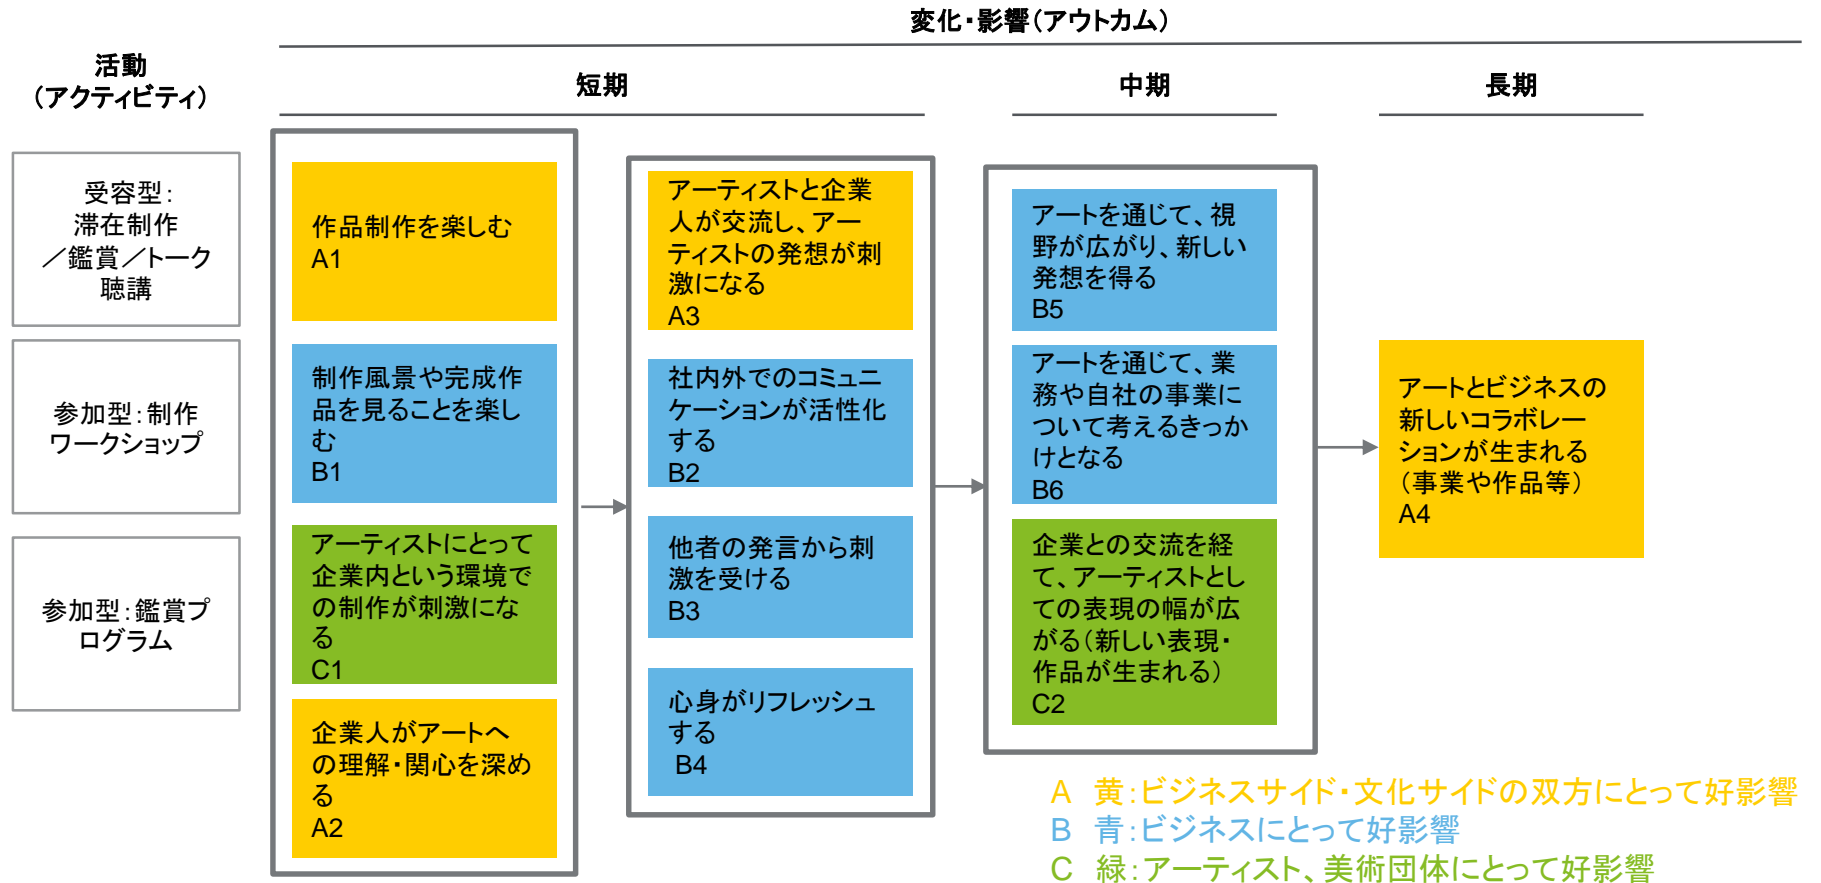 変化・影響（アウトカム）
活動
（アクティビティ）
短期
中期
長期
受容型：
滞在制作
／鑑賞／トーク
聴講
参加型：制作
ワークショップ
参加型：鑑賞プ
ログラム
作品制作を楽しむ
A1
制作風景や完成作
品を見ることを楽し
む
B1
アーティストにとって
企業内という環境で
の制作が刺激にな
る
C1
企業人がアートへ
の理解・関心を深め
る
A2
アーティストと企業
人が交流し、アー
ティストの発想が刺
激になる
A3
社内外でのコミュニ
ケーションが活性化
する
B2
他者の発言から刺
激を受ける
B3
心身がリフレッシュ
する
B4
アートを通じて、視
野が広がり、新しい
発想を得る
B5
アートを通じて、業
務や自社の事業に
ついて考えるきっか
けとなる
B6
企業との交流を経
て、アーティストとし
ての表現の幅が広
がる（新しい表現・
作品が生まれる）
C2
アートとビジネスの
新しいコラボレー
ションが生まれる
（事業や作品等）
A4
A　黄：ビジネスサイド・文化サイドの双方にとって好影響
B　青：ビジネスにとって好影響
C　緑：アーティスト、美術団体にとって好影響